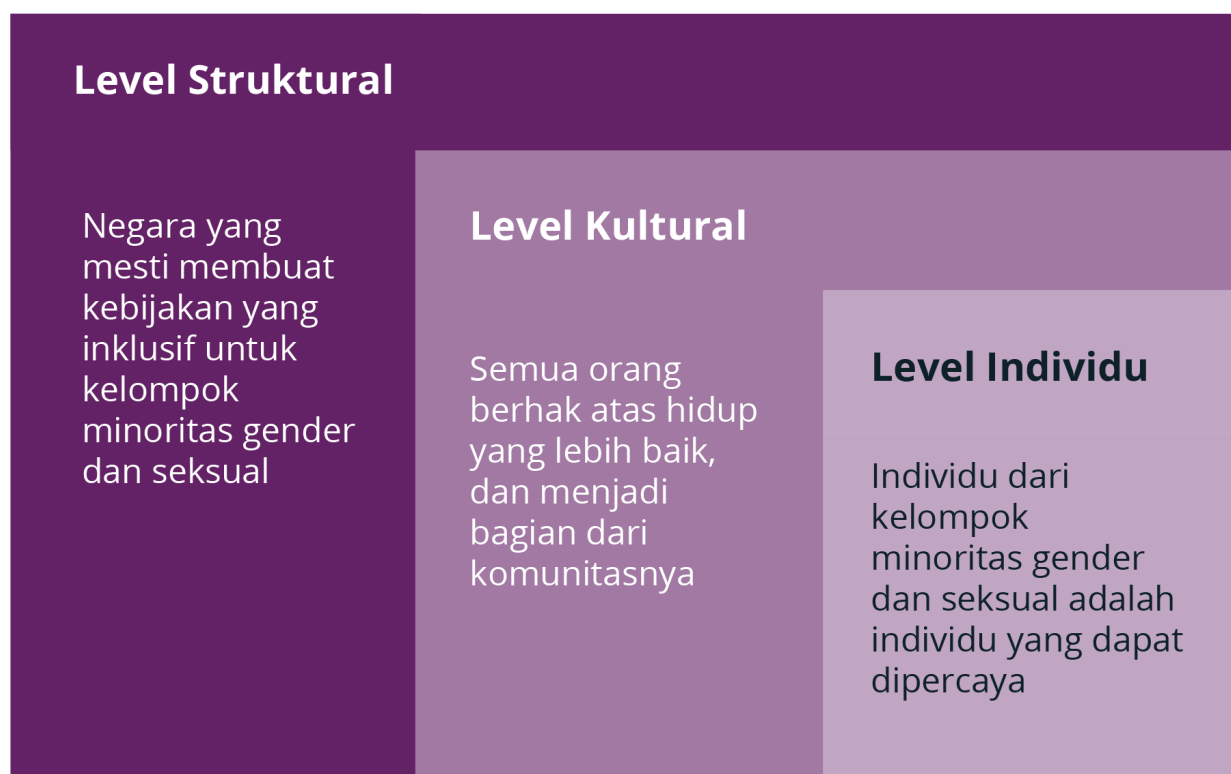 Level Struktural
Negara yang
mesti membuat
kebijakan yang
inklusif untuk
kelompok
minoritas gender
dan seksual
Level Kultural
Semua orang
berhak atas hidup
yang lebih baik,
dan menjadi
bagian dari
komunitasnya
Level Individu
Individu dari
kelompok
minoritas gender
dan seksual adalah
individu yang dapat
dipercaya